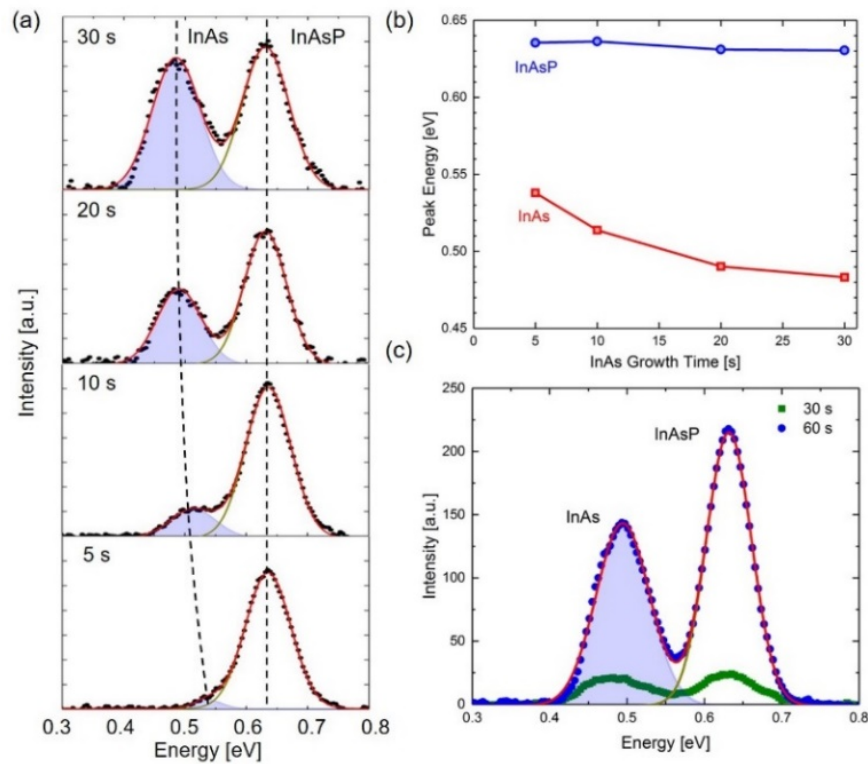 (a)
30 s
InAs
InAsP
20 s
10 s
5 s
Intensity [a.u.]
0.3 0.4 0.5 0.6 0.7 0.8
Energy [eV]
(b)
0.65
0.60
0.55
0.50
0.45
Peak Energy [eV]
InAsP
InAs
5 10 15 20 25 30
InAs Growth Time [s]
(c)
250
200
150
100
50
0
Intensity [a.u.]
InAs
InAsP
30 s
60 s
0.3 0.4 0.5 0.6 0.7 0.8
Energy [eV]